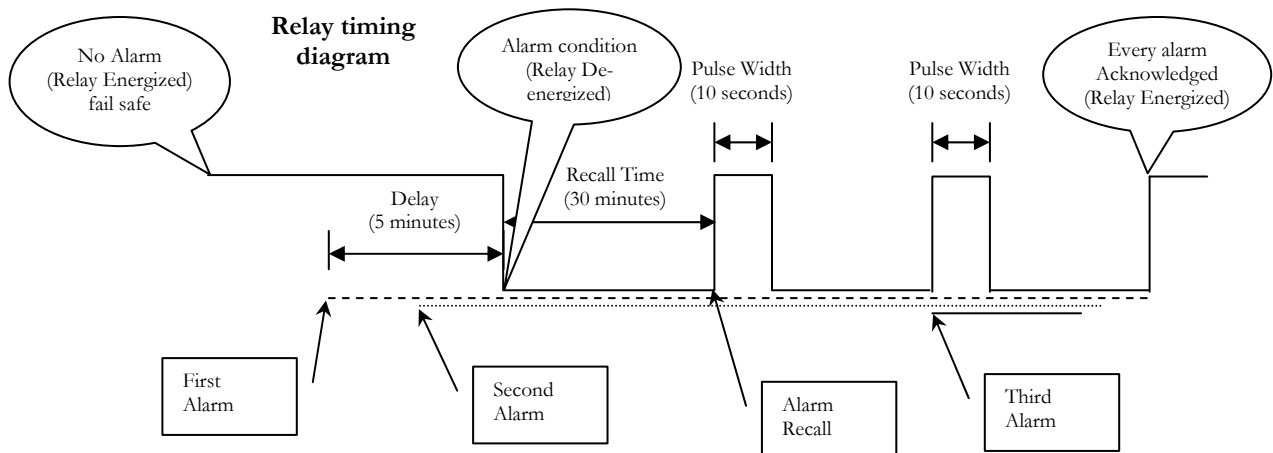 Relay timing
diagram
No Alarm
(Relay Energized)
fail safe
Alarm condition
(Relay De-
energized)
Pulse Width
(10 seconds)
Pulse Width
(10 seconds)
Every alarm
Acknowledged
(Relay Energized)
Delay
(5 minutes)
Recall Time
(30 minutes)
First
Alarm
Second
Alarm
Alarm
Recall
Third
Alarm